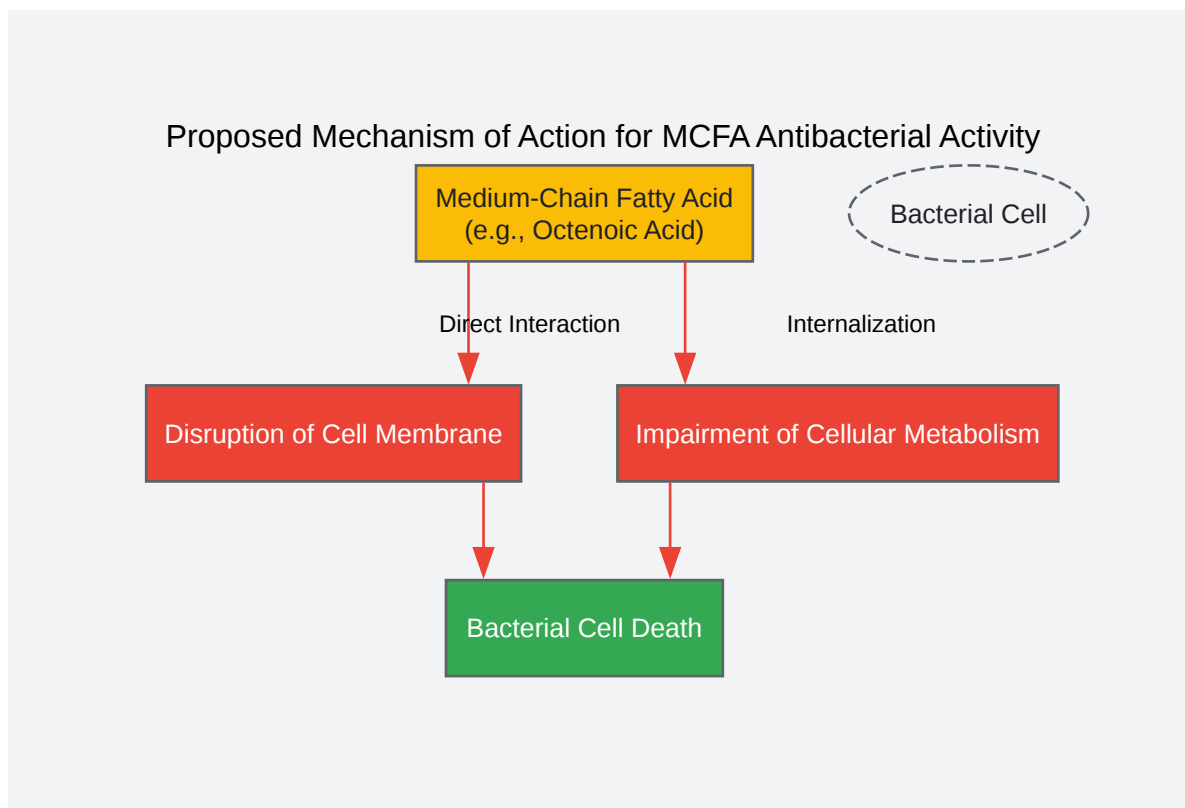 Proposed Mechanism of Action for MCFA Antibacterial Activity
Medium-Chain Fatty Acid
(e.g., Octenoic Acid)
Bacterial Cell
Direct Interaction
Internalization
Disruption of Cell Membrane
Impairment of Cellular Metabolism
Bacterial Cell Death